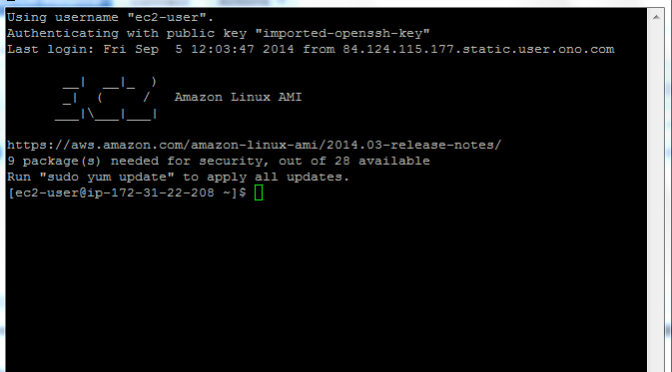 Using username "ec2-user".
Authenticating with public key "imported-openssh-key"
Last login: Fri Sep  5 12:03:47 2014 from 84.124.115.177.static.user.ono.com
       __|  __|_  )
       _|  (     /   Amazon Linux AMI
      ___|\___|___|
https://aws.amazon.com/amazon-linux-ami/2014.03-release-notes/
9 package(s) needed for security, out of 28 available
Run "sudo yum update" to apply all updates.
[ec2-user@ip-172-31-22-208 ~]$